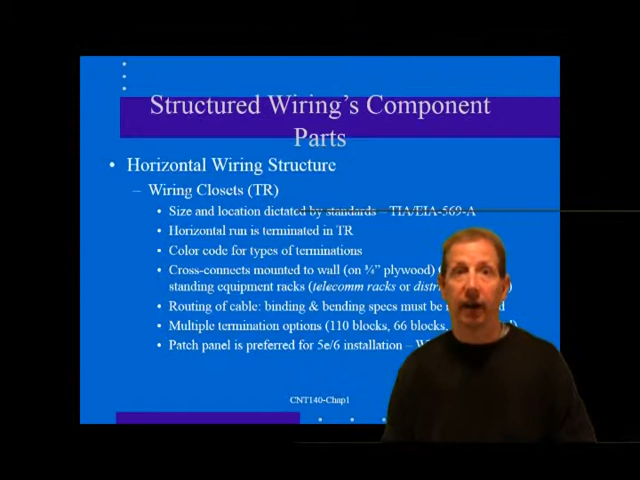 Structured Wiring's Component
Parts
• Horizontal Wiring Structure
– Wiring Closets (TR)
• Size and location dictated by standards – TIA/EIA-569-A
• Horizontal run is terminated in TR
• Color code for types of terminations
• Cross-connects mounted to wall (on ¾" plywood)
standing equipment racks (telecomm racks or
• Routing of cable: binding & bending specs must be
• Multiple termination options (110 blocks, 66 blocks,
• Patch panel is preferred for 5e/6 installation –
CNT140-Chap1